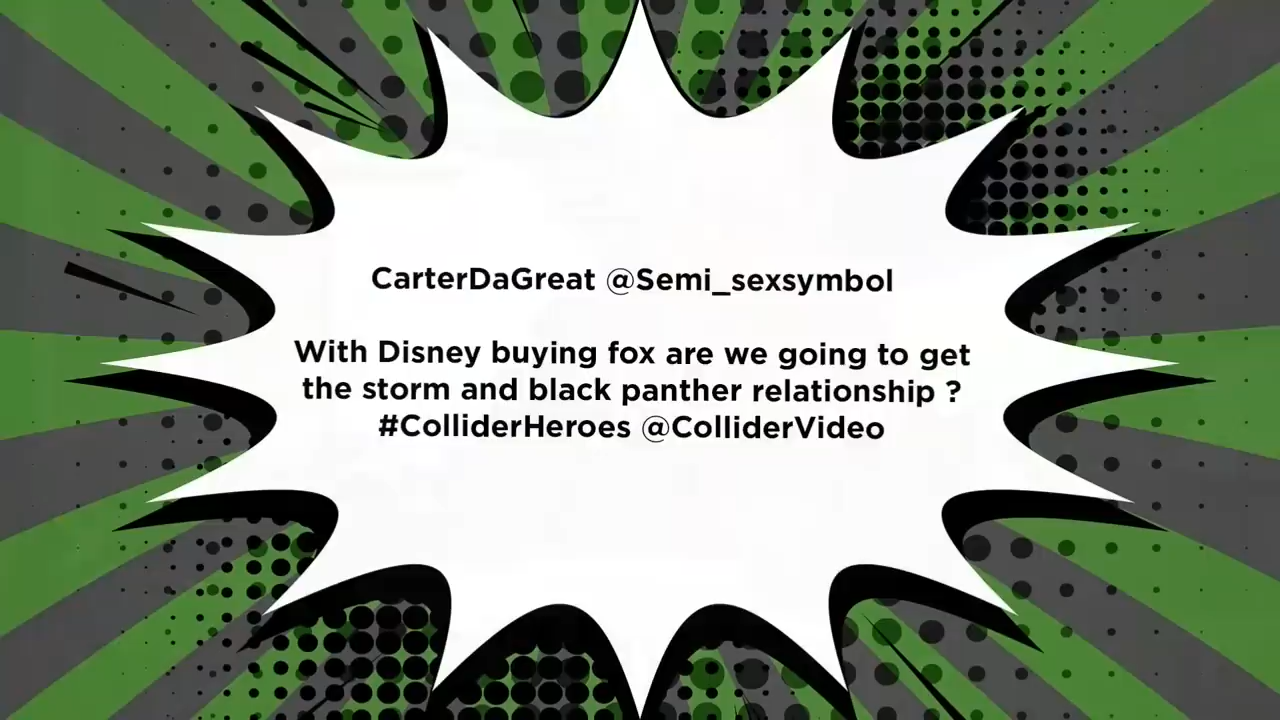 CarterDaGreat @Semi_sexsymbol
With Disney buying fox are we going to get
the storm and black panther relationship ?
#ColliderHeroes @ColliderVideo